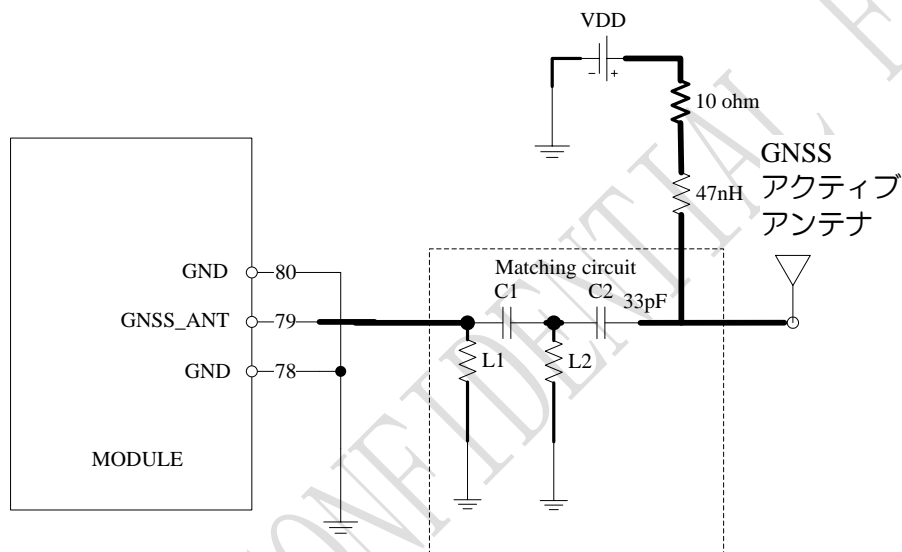 VDD
- +
10 ohm
47nH
GNSS
アクティブ
アンテナ
Matching circuit
C1
C2
33pF
L1
L2
GND
80
GNSS_ANT
79
GND
78
MODULE
CONFIDENTIAL